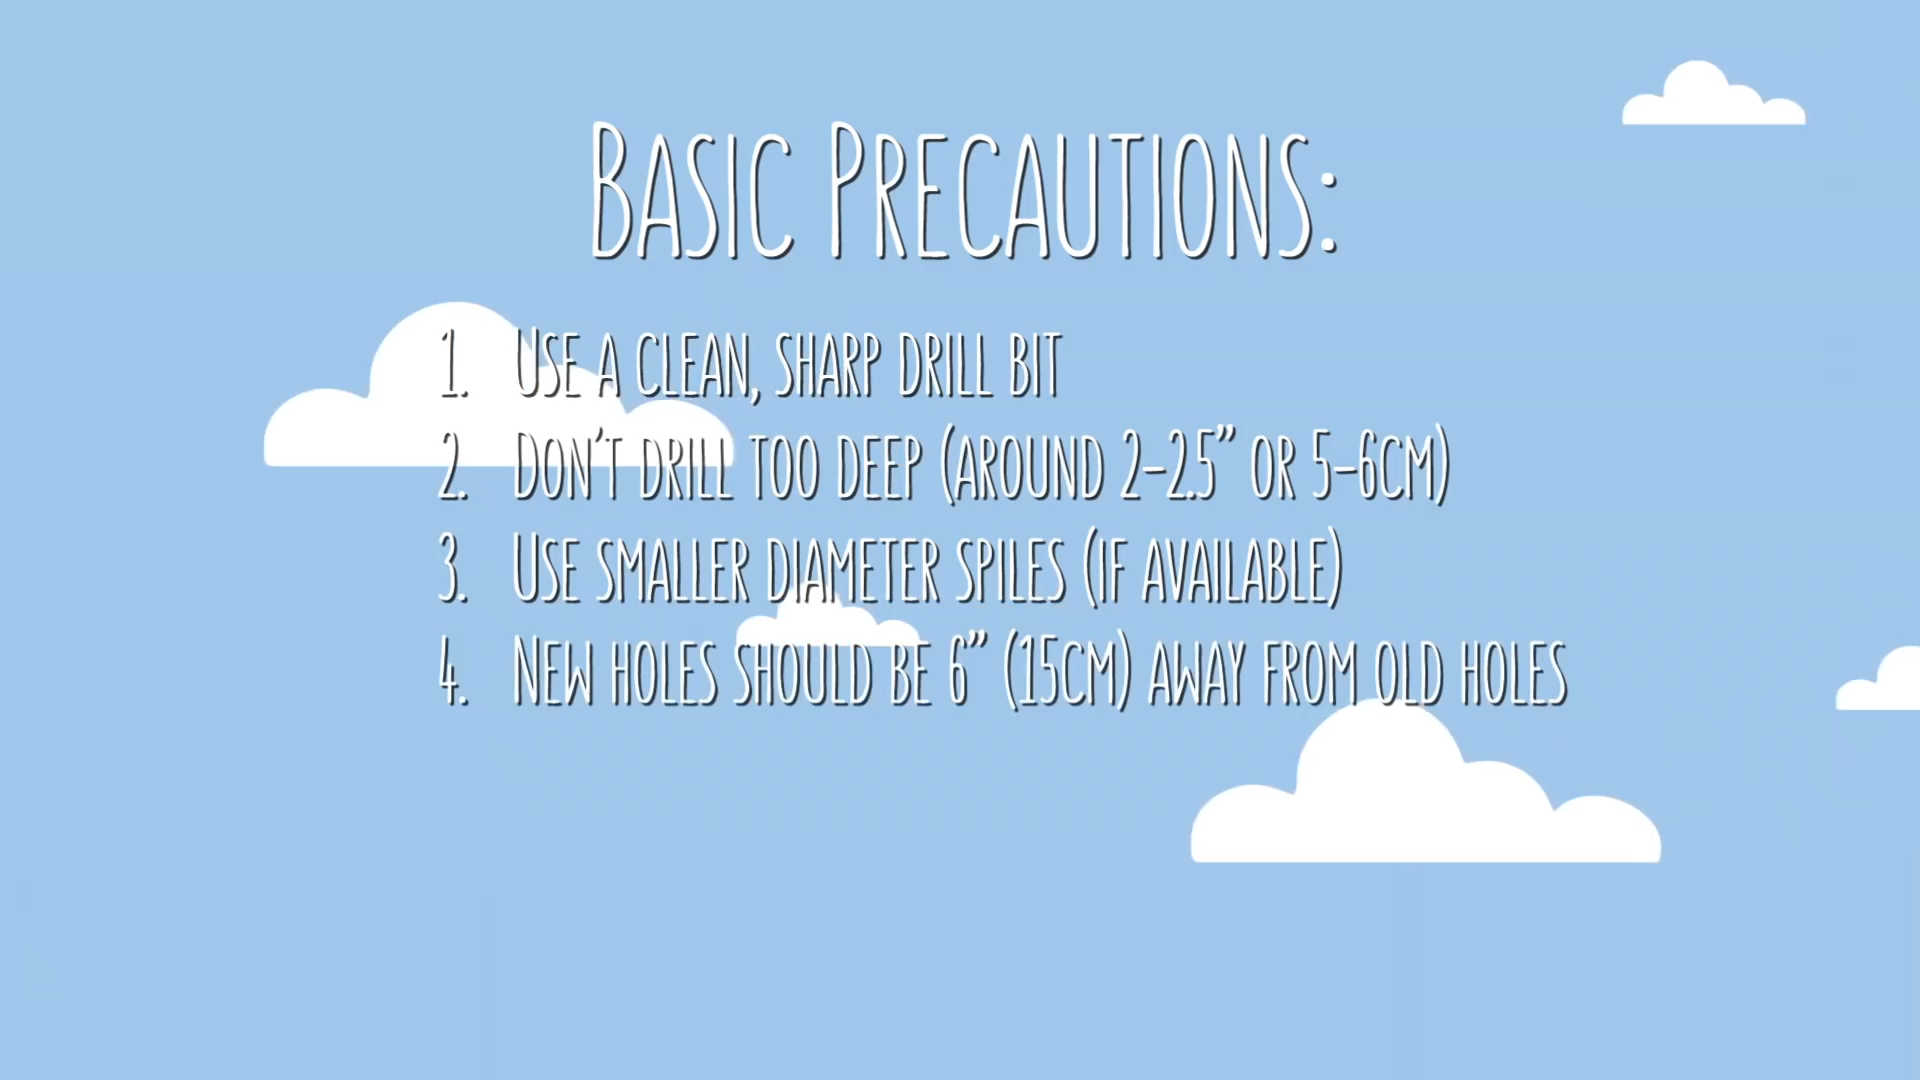 BASIC PRECAUTIONS:
1. USE A CLEAN, SHARP DRILL BIT
2. DON'T DRILL TOO DEEP (AROUND 2-2.5" OR 5-6CM)
3. USE SMALLER DIAMETER SPILES (IF AVAILABLE)
4. NEW HOLES SHOULD BE 6" (15CM) AWAY FROM OLD HOLES